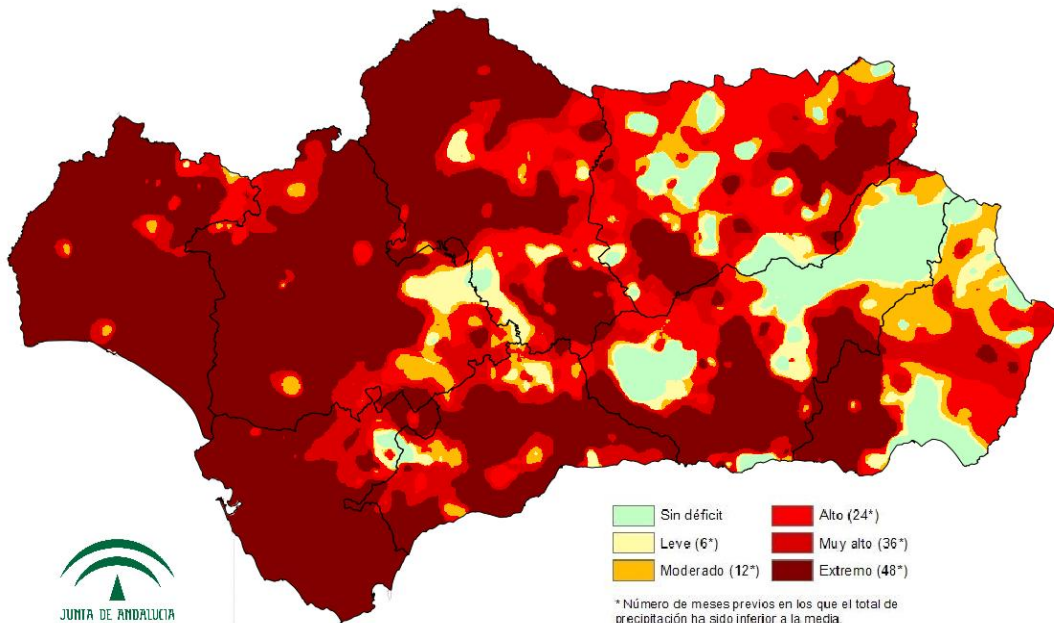 Sin déficit
Leve (6*)
Moderado (12*)
Alto (24*)
Muy alto (36*)
Extremo (48*)
* Número de meses previos en los que el total de
precipitación ha sido inferior a la media.
JUNTA DE ANDALUCIA